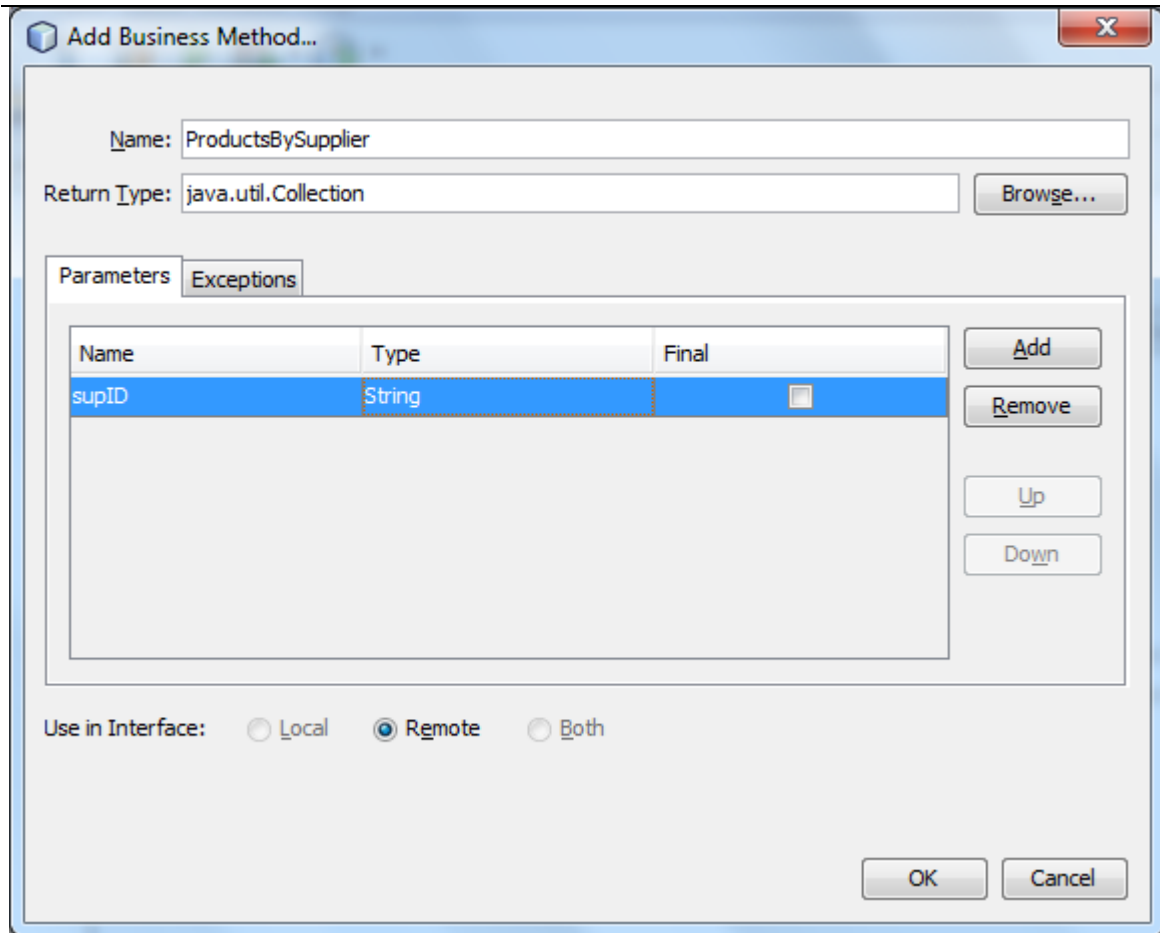 Add Business Method...
Name: ProductsBySupplier
Return Type: java.util.Collection Browse...
Parameters Exceptions
Name Type Final Add
supID String Remove
Up
Down
Use in Interface: Local Remote Both
OK Cancel